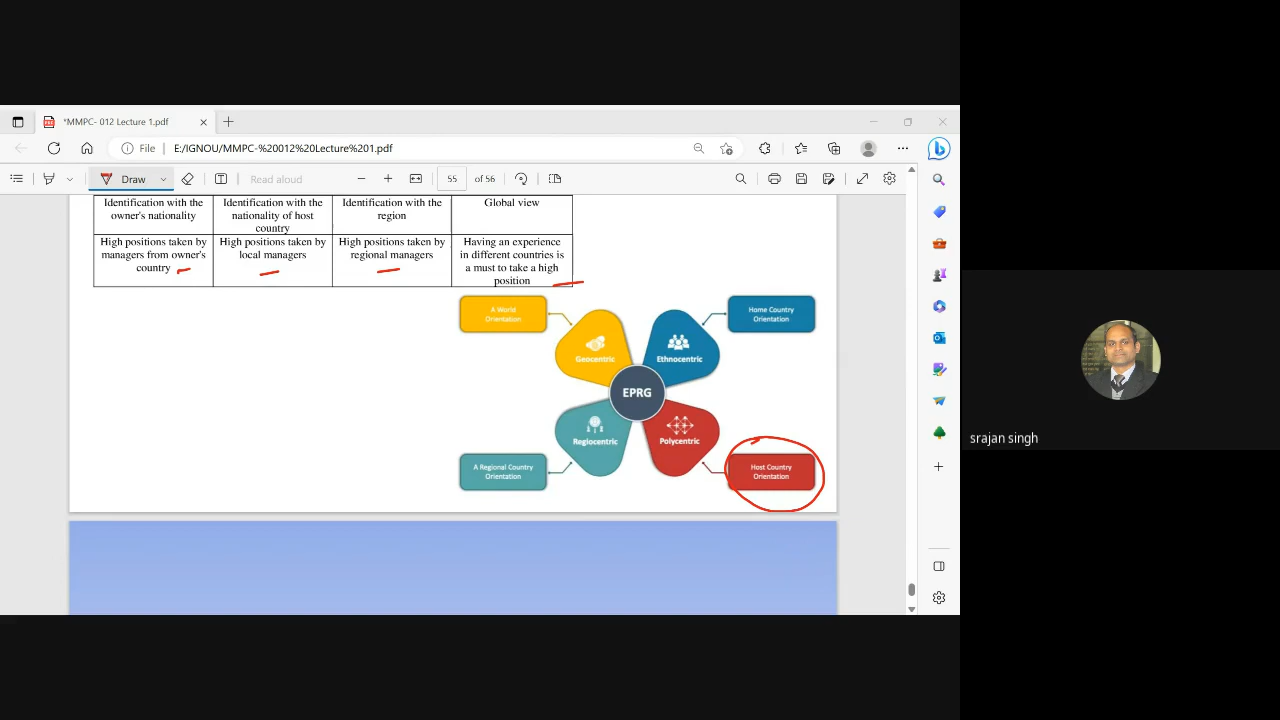 *MMPC- 012 Lecture 1.pdf
File
E:/IGNOU/MMPC-%20012%20Lecture%201.pdf
Draw
Read aloud
55
of 56
Identification with the
owner's nationality
Identification with the
nationality of host
country
Identification with the
region
Global view
High positions taken by
managers from owner's
country
High positions taken by
local managers
High positions taken by
regional managers
Having an experience
in different countries is
a must to take a high
position
A World
Orientation
Home Country
Orientation
Geocentric
Ethnocentric
EPRG
Regiocentric
Polycentric
A Regional Country
Orientation
Host Country
Orientation
srajan singh